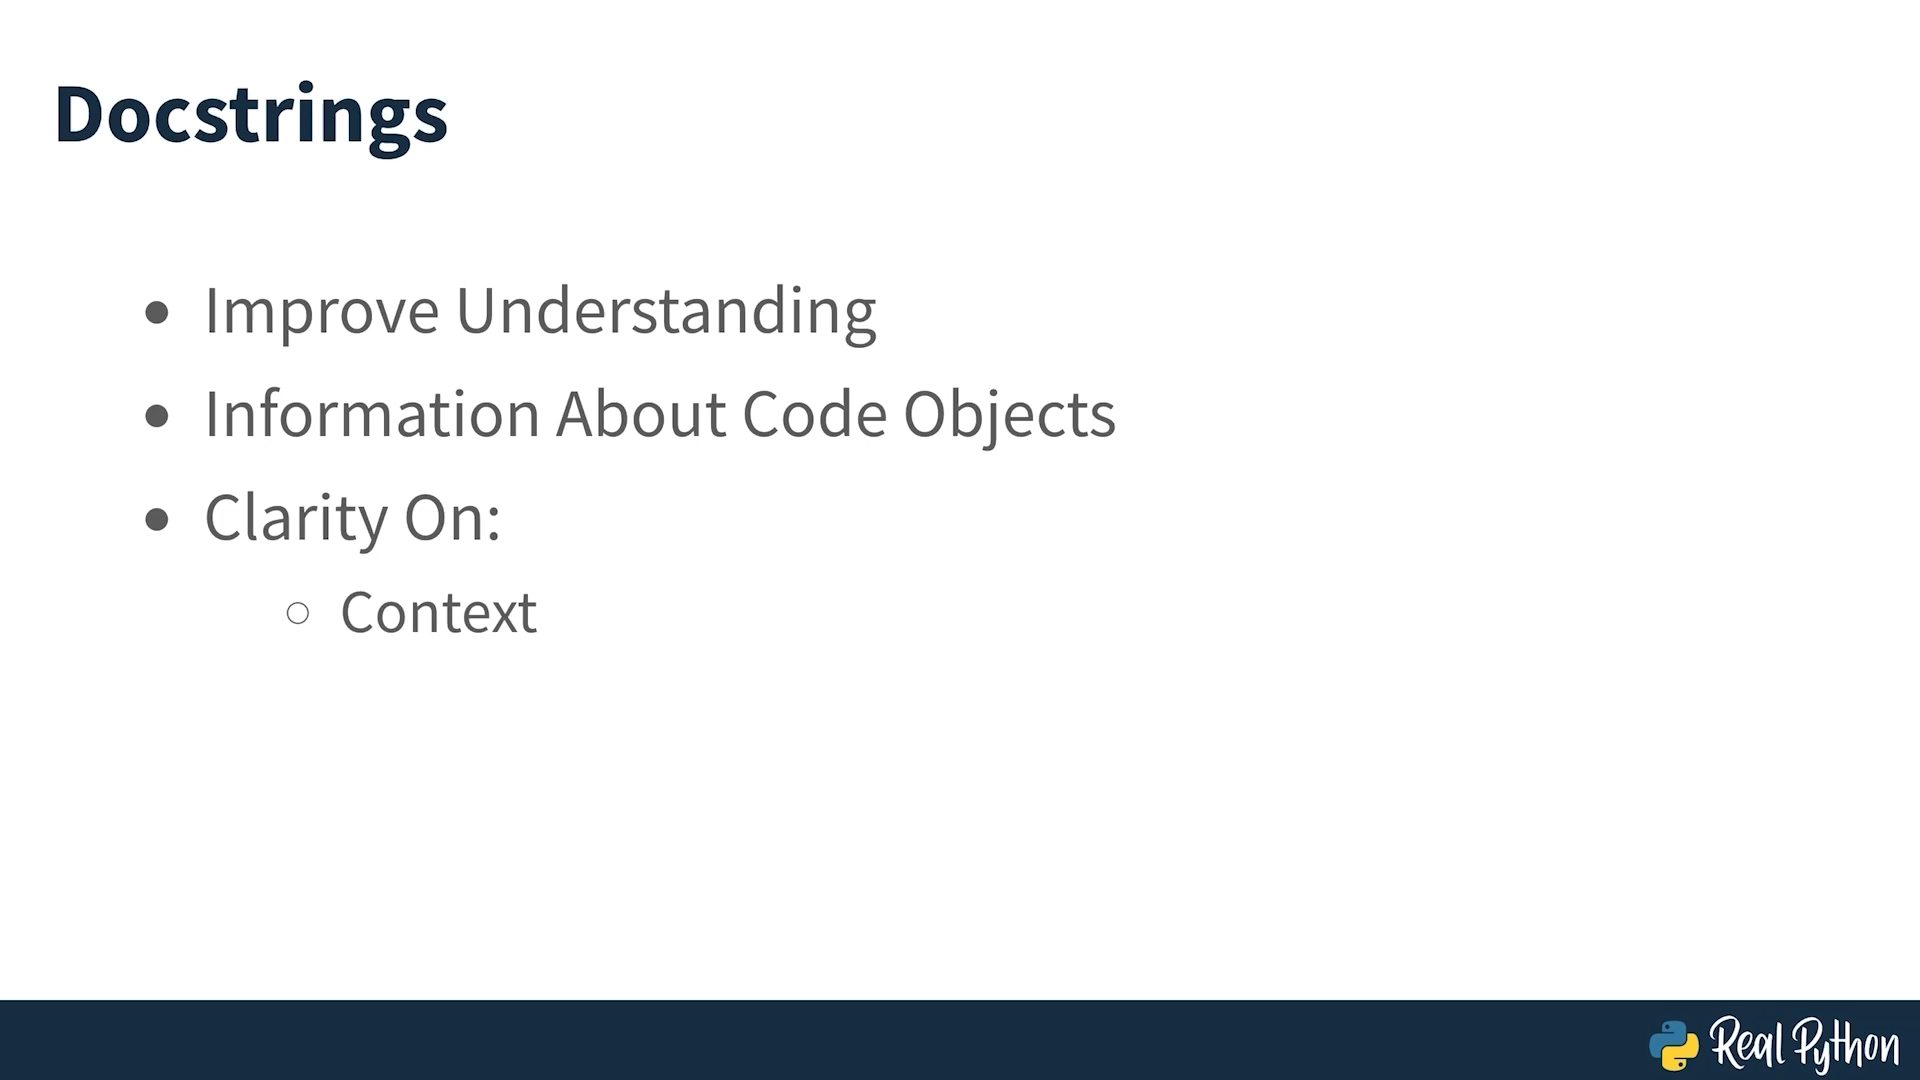 Docstrings
Improve Understanding
Information About Code Objects
Clarity On:
Context
Real Python